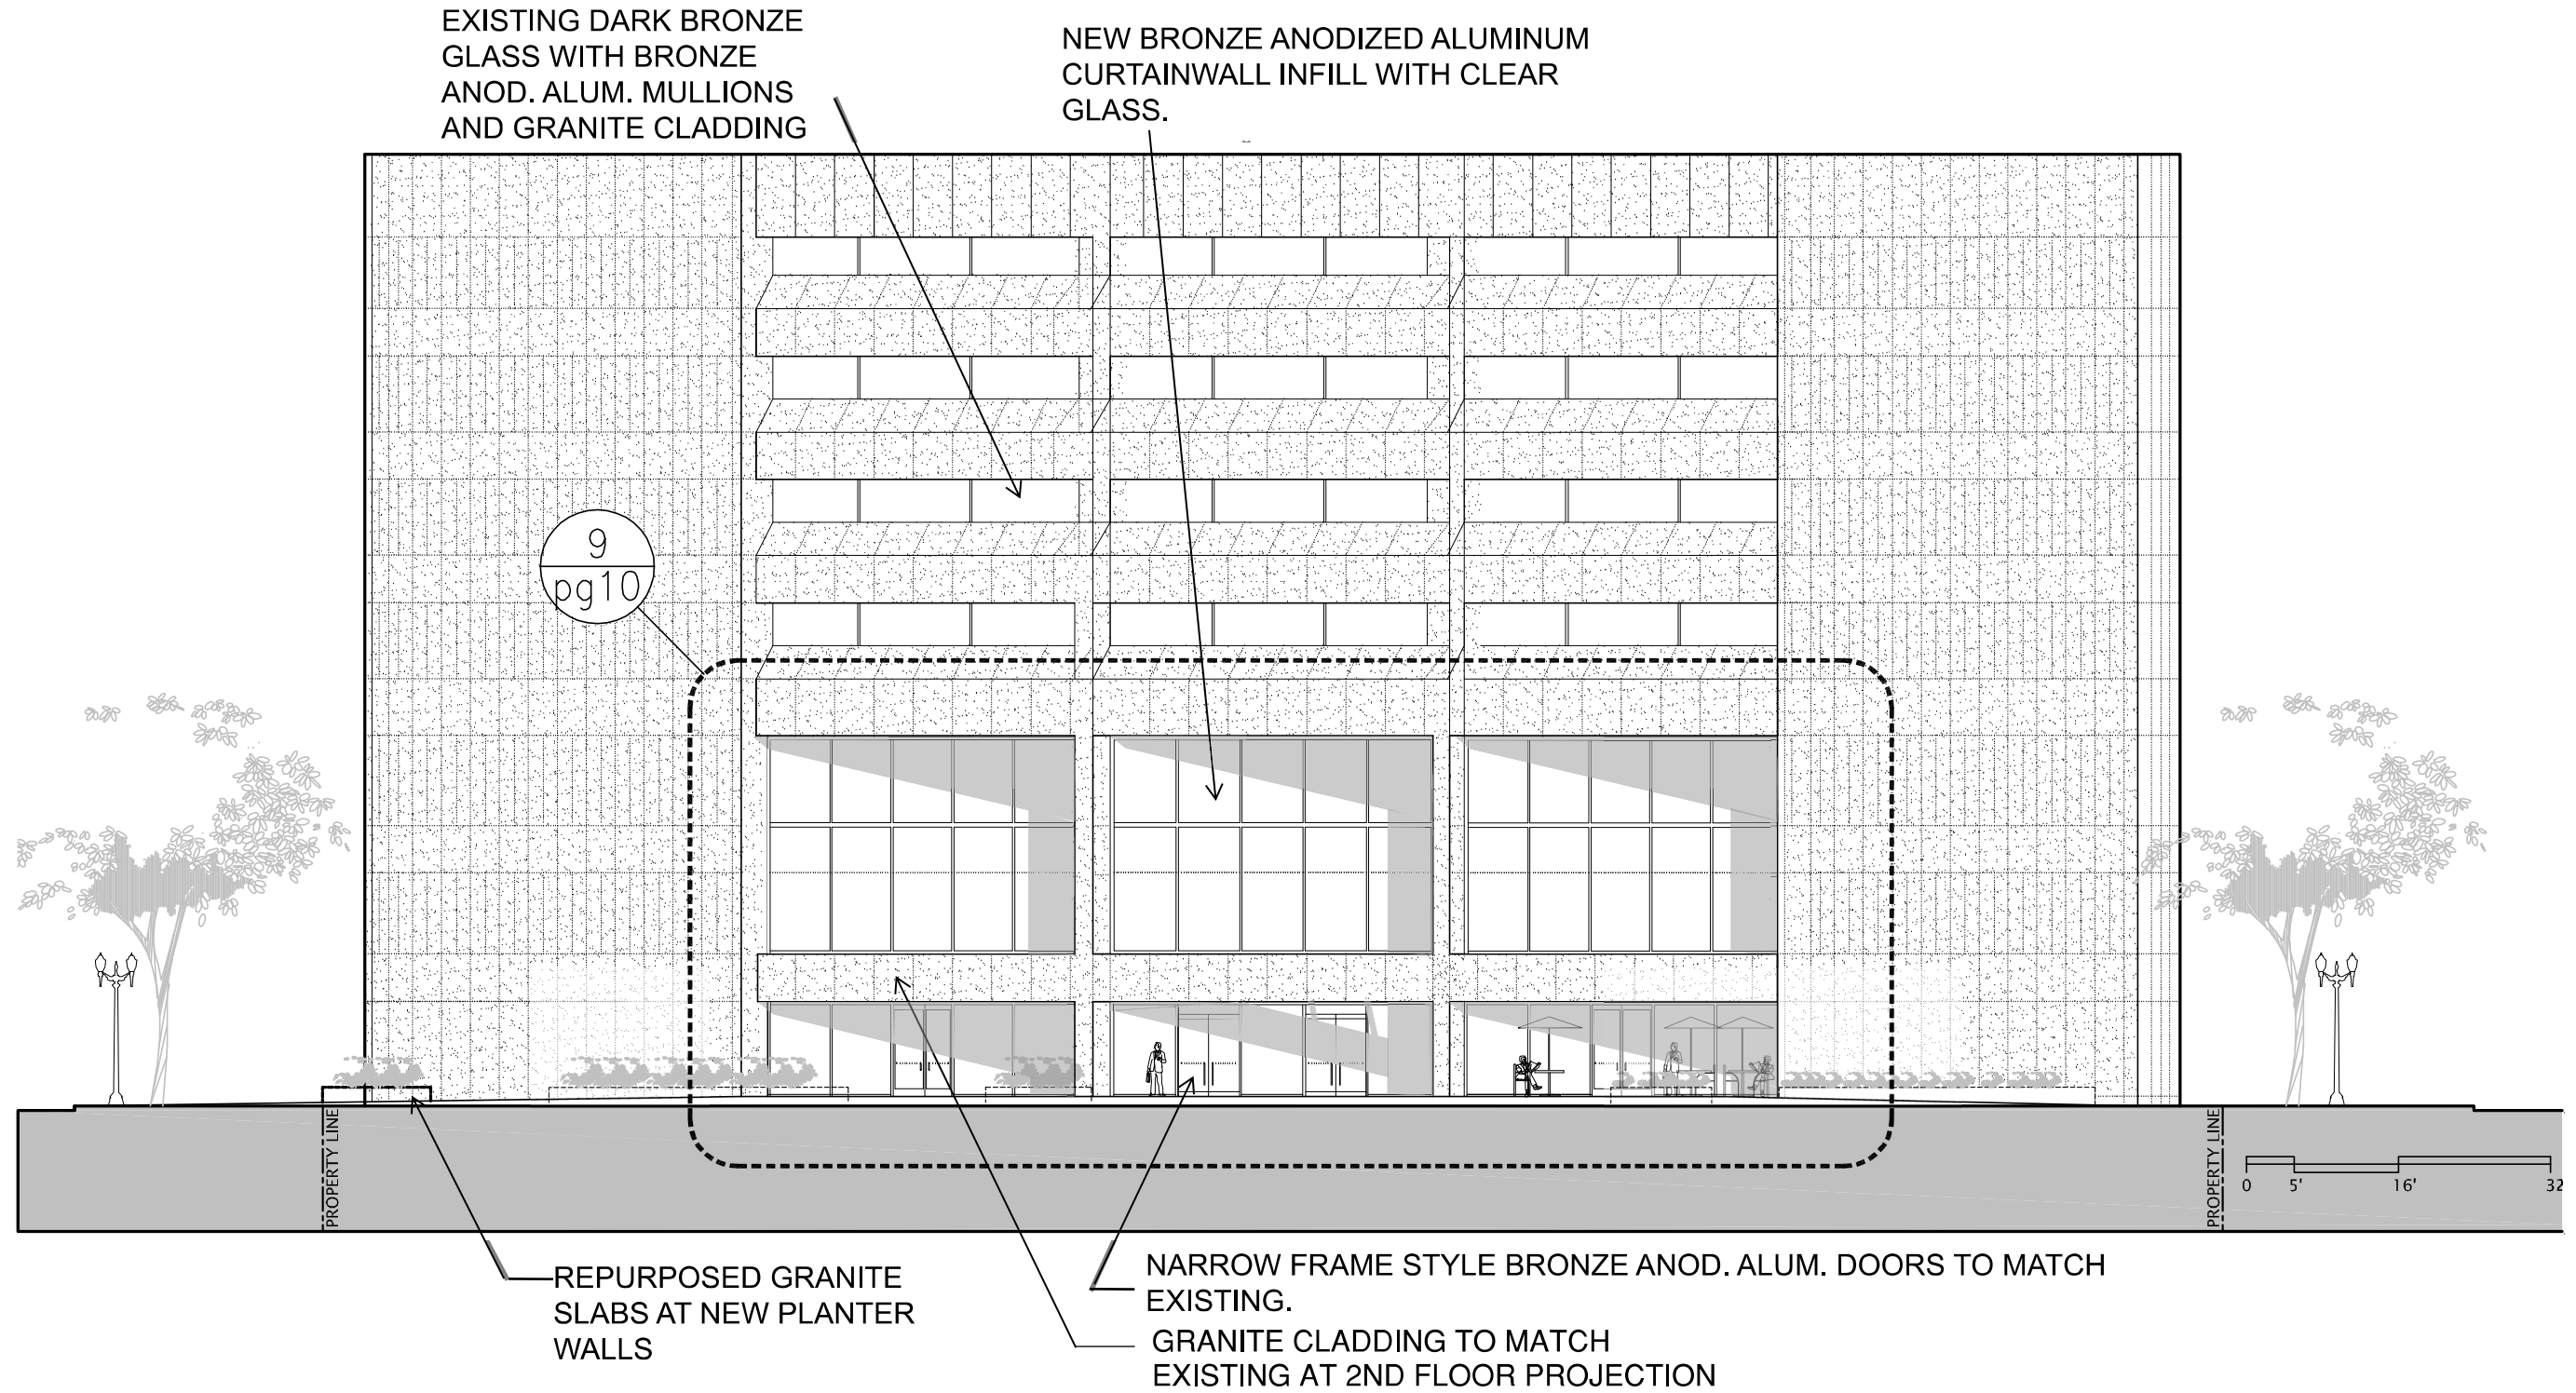 EXISTING DARK BRONZE
GLASS WITH BRONZE
ANOD. ALUM. MULLIONS
AND GRANITE CLADDING
NEW BRONZE ANODIZED ALUMINUM
CURTAINWALL INFILL WITH CLEAR
GLASS.
9
pg10
PROPERTY LINE
PROPERTY LINE
0 5' 16' 32
REPURPOSED GRANITE
SLABS AT NEW PLANTER
WALLS
NARROW FRAME STYLE BRONZE ANOD. ALUM. DOORS TO MATCH
EXISTING.
GRANITE CLADDING TO MATCH
EXISTING AT 2ND FLOOR PROJECTION